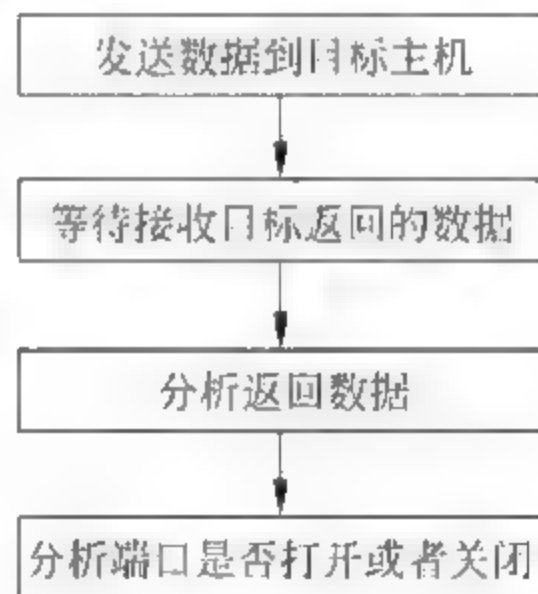 发送数据到目标主机
等待接收目标返回的数据
分析返回数据
分析端口是否打开或者关闭